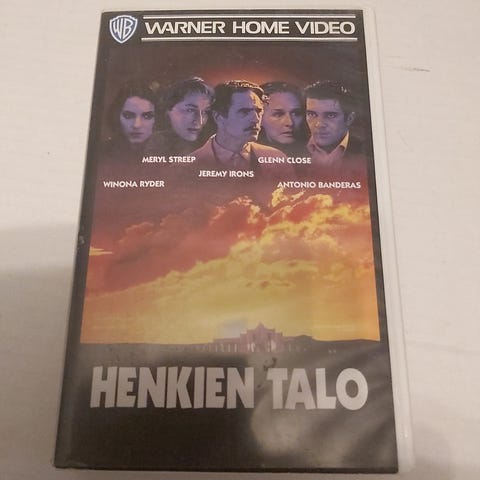 WB WARNER HOME VIDEO
MERYL STREEP GLENN CLOSE
JEREMY IRONS
WINONA RYDER ANTONIO BANDERAS
HENKIEN TALO